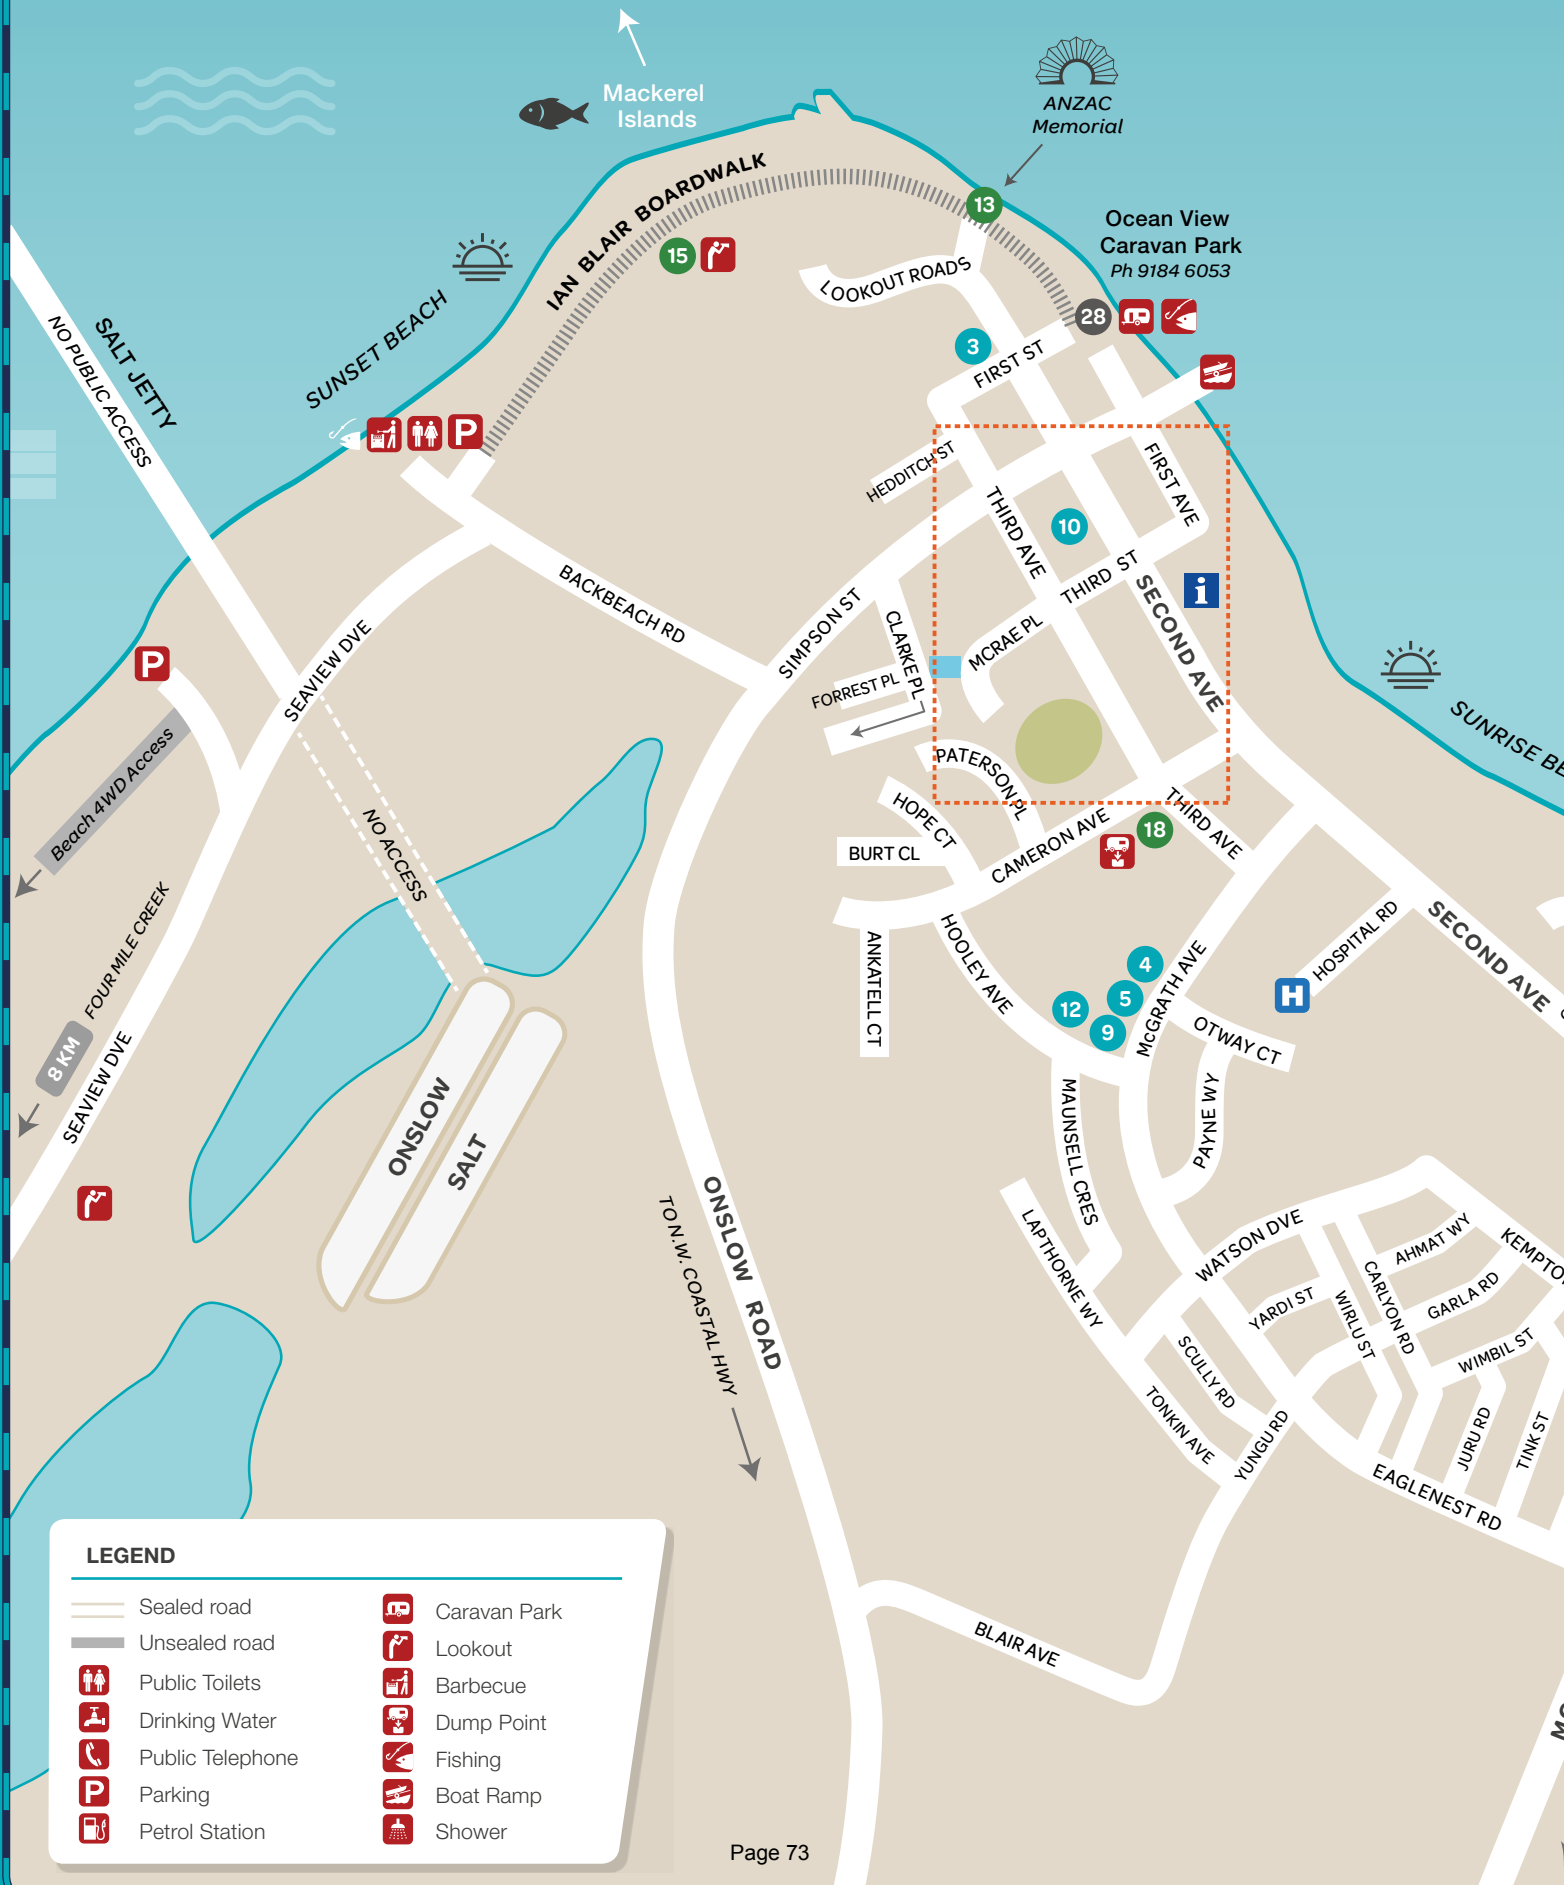 Mackerel
Islands
ANZAC
Memorial
IAN BLAIR BOARDWALK
13
Ocean View
Caravan Park
Ph 9184 6053
15
LOOKOUT ROADS
28
SALT JETTY
NO PUBLIC ACCESS
SUNSET BEACH
3
FIRST ST
P
HEDDITCH ST
FIRST AVE
THIRD AVE
10
BACKBEACH RD
THIRD ST
i
SECOND AVE
SIMPSON ST
CLARKE PL
MCRAE PL
P
SEAVIEW DVE
FORREST PL
SUNRISE BE
Beach 4WD Access
PATERSON PL
HOPE CT
THIRD AVE
NO ACCESS
CAMERON AVE
18
BURT CL
FOUR MILE CREEK
8 KM
SEAVIEW DVE
HOSPITAL RD
SECOND AVE
ANKATELL CT
HOOLEY AVE
4
5
12
9
McGRATH AVE
H
OTWAY CT
ONSLOW
SALT
MAUNSELL CRES
PAYNE WY
ONSLOW ROAD
TO N.W. COASTAL HWY
LAPTHORNE WY
WATSON DVE
AHMAT WY
KEMPTO
CARLYON RD
GARLA RD
YARDI ST
WIRLU ST
WIMBIL ST
SCULLY RD
TONKIN AVE
YUNGU RD
JURU RD
TINK ST
EAGLENEST RD
BLAIR AVE
LEGEND
Sealed road
Unsealed road
Public Toilets
Drinking Water
Public Telephone
P Parking
Petrol Station
Caravan Park
Lookout
Barbecue
Dump Point
Fishing
Boat Ramp
Shower
Page 73